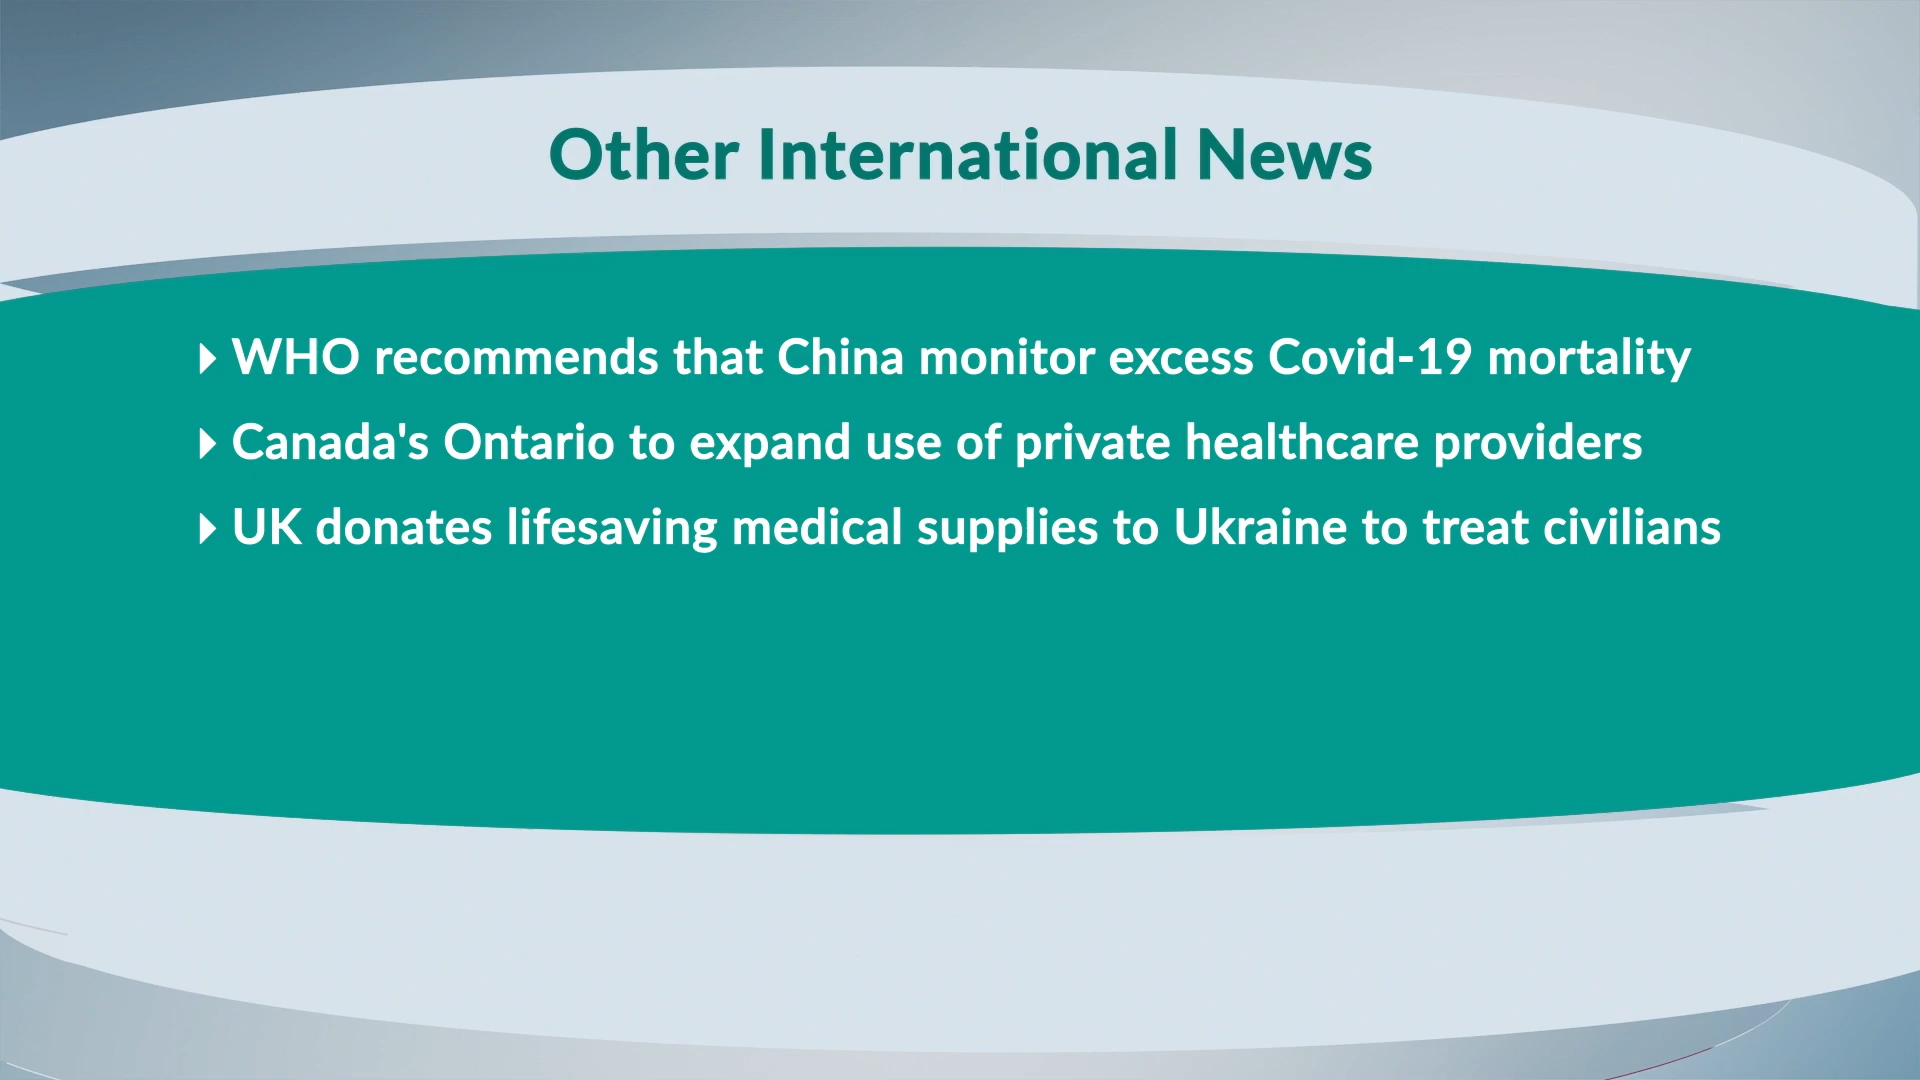 Other International News
WHO recommends that China monitor excess Covid-19 mortality
Canada's Ontario to expand use of private healthcare providers
UK donates lifesaving medical supplies to Ukraine to treat civilians